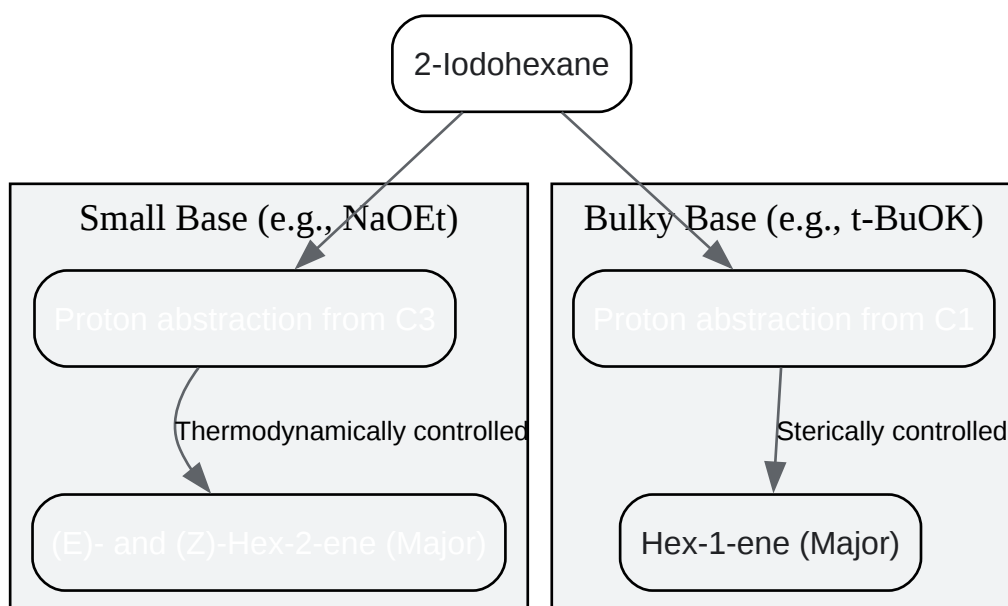 2-Iodohexane
Small Base (e.g., NaOEt)
Bulky Base (e.g., t-BuOK)
Proton abstraction from C3
Proton abstraction from C1
Thermodynamically controlled
Sterically controlled
(E)- and (Z)-Hex-2-ene (Major)
Hex-1-ene (Major)